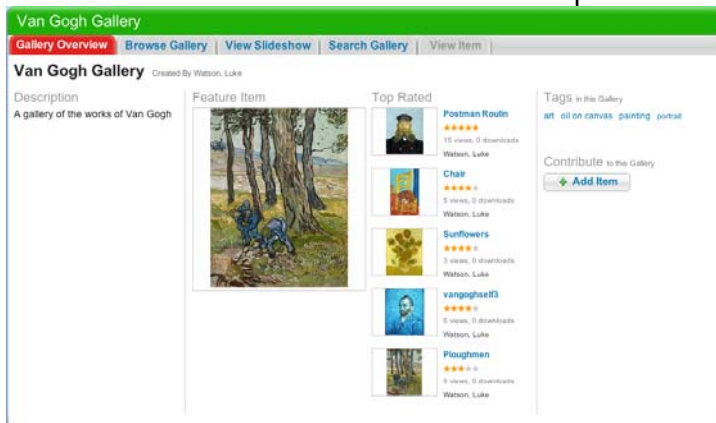 Van Gogh Gallery
Gallery Overview Browse Gallery View Slideshow Search Gallery View Item
Van Gogh Gallery Created By Watson, Luke
Description
A gallery of the works of Van Gogh
Feature Item
Top Rated
Postman Roulin
15 views, 0 downloads
Watson, Luke
Chair
5 views, 0 downloads
Watson, Luke
Sunflowers
3 views, 0 downloads
Watson, Luke
vangoghself3
5 views, 0 downloads
Watson, Luke
Ploughmen
5 views, 0 downloads
Watson, Luke
Tags in this Gallery
art oil on canvas painting portrait
Contribute to this Gallery
Add Item